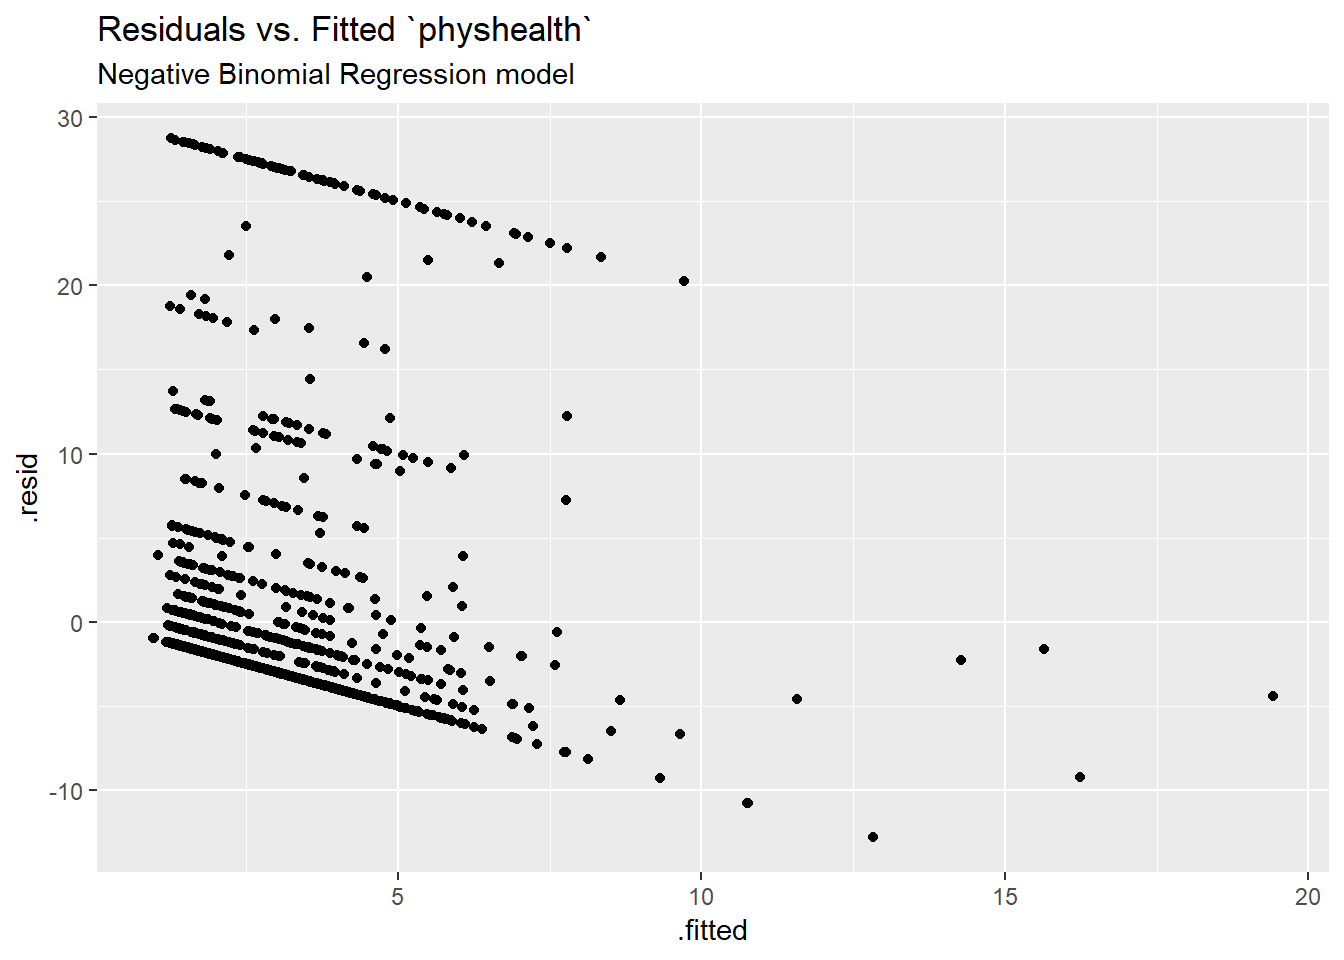 Residuals vs. Fitted `physhealth`
Negative Binomial Regression model
30
20
10
0
-10
.resid
5
10
15
20
.fitted